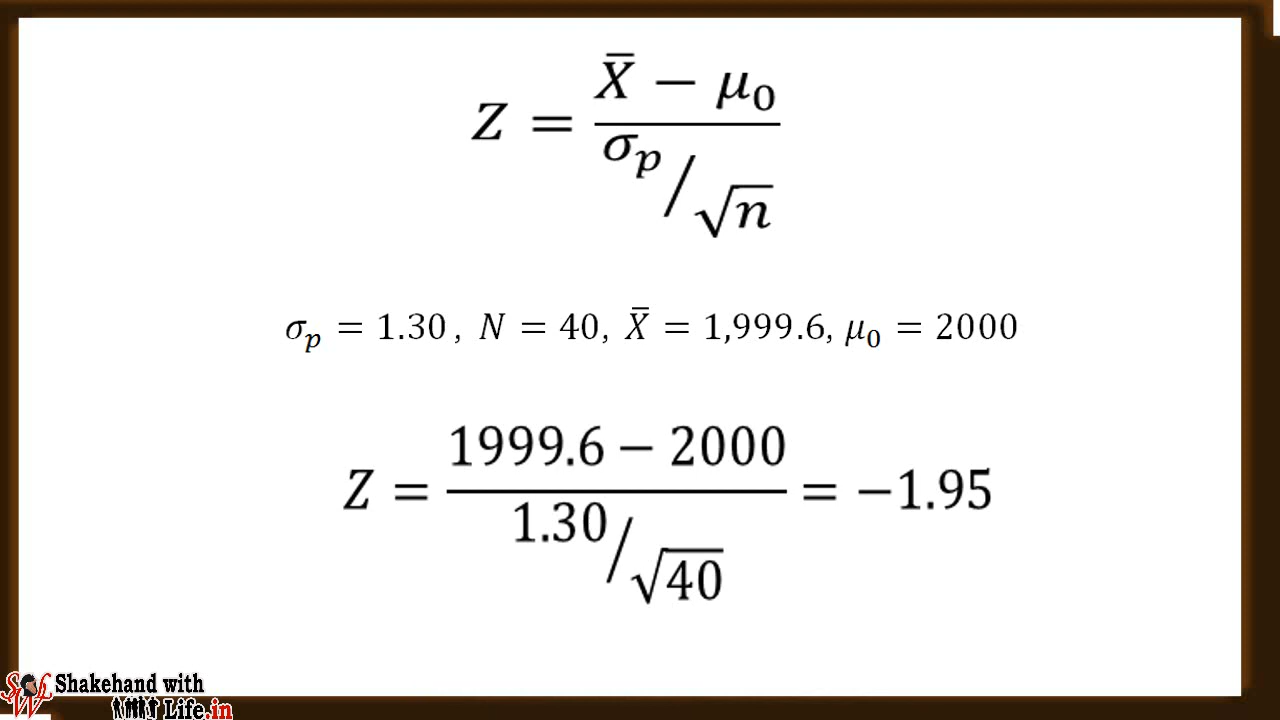 Z = (X̄ − μ₀) / (σₚ/√n)
σₚ = 1.30 , N = 40, X̄ = 1,999.6, μ₀ = 2000
Z = (1999.6 − 2000) / (1.30/√40) = −1.95
SWL Shakehand with
Life.in